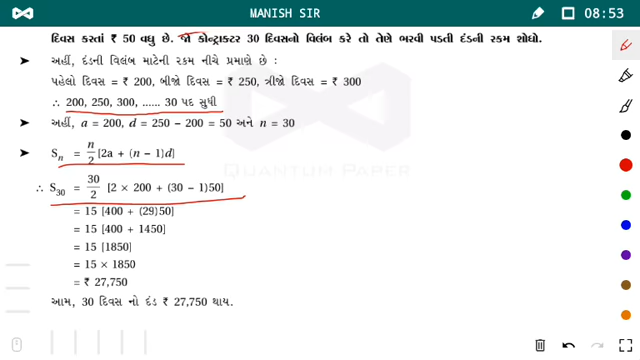 MANISH SIR
08:53
દિવસ કરતાં ₹ 50 વધુ છે. જો કોન્ટ્રાક્ટર 30 દિવસનો વિલંબ કરે તો તેણે ભરવી પડતી દંડની રકમ શોધો.
➤ અહીં, દંડની વિલંબ માટેની રકમ નીચે પ્રમાણે છે :
પહેલો દિવસ = ₹ 200, બીજો દિવસ = ₹ 250, ત્રીજો દિવસ = ₹ 300
∴ 200, 250, 300, ...... 30 પદ સુધી
➤ અહીં, a = 200, d = 250 − 200 = 50 અને n = 30
➤ Sn = n/2 [2a + (n − 1)d]
∴ S30 = 30/2 [2 × 200 + (30 − 1)50]
= 15 [400 + (29)50]
= 15 [400 + 1450]
= 15 [1850]
= 15 × 1850
= ₹ 27,750
આમ, 30 દિવસ નો દંડ ₹ 27,750 થાય.
QUANTUM PAPER